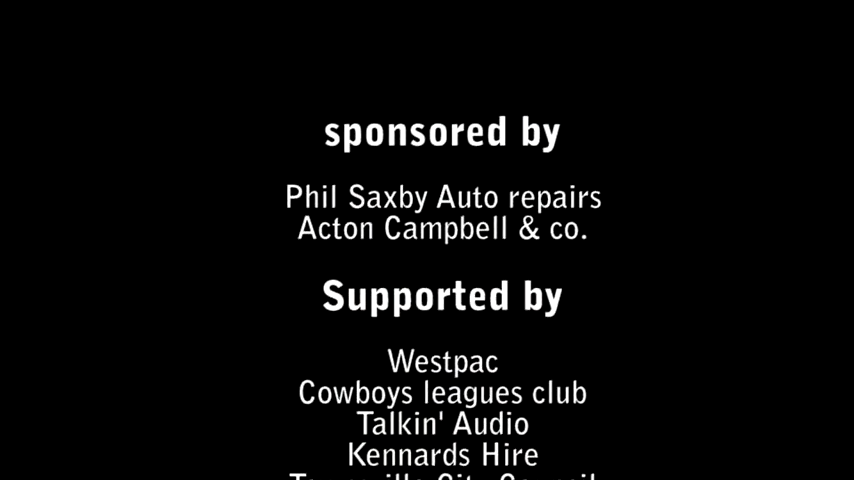 sponsored by
Phil Saxby Auto repairs
Acton Campbell & co.
Supported by
Westpac
Cowboys leagues club
Talkin' Audio
Kennards Hire